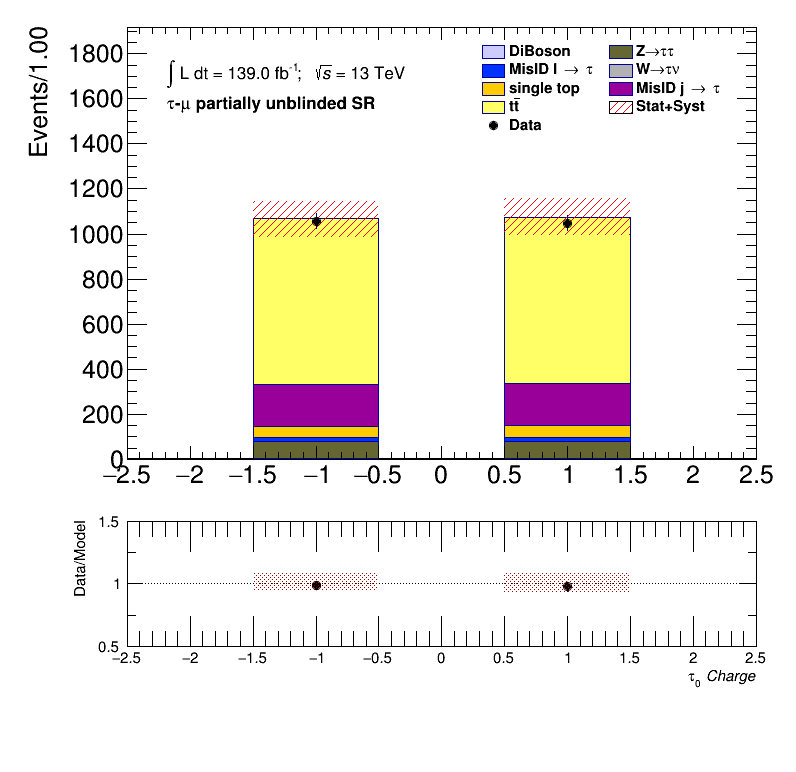 Events/1.00
1800
1600
1400
1200
1000
800
600
400
200
0
∫ L dt = 139.0 fb⁻¹; √s = 13 TeV
τ-μ partially unblinded SR
DiBoson
MisID l → τ
single top
tt̄
Data
Z→ττ
W→τν
MisID j → τ
Stat+Syst
−2.5 −2 −1.5 −1 −0.5 0 0.5 1 1.5 2 2.5
Data/Model
1.5
1
0.5
−2.5 −2 −1.5 −1 −0.5 0 0.5 1 1.5 2 2.5
τ₀ Charge